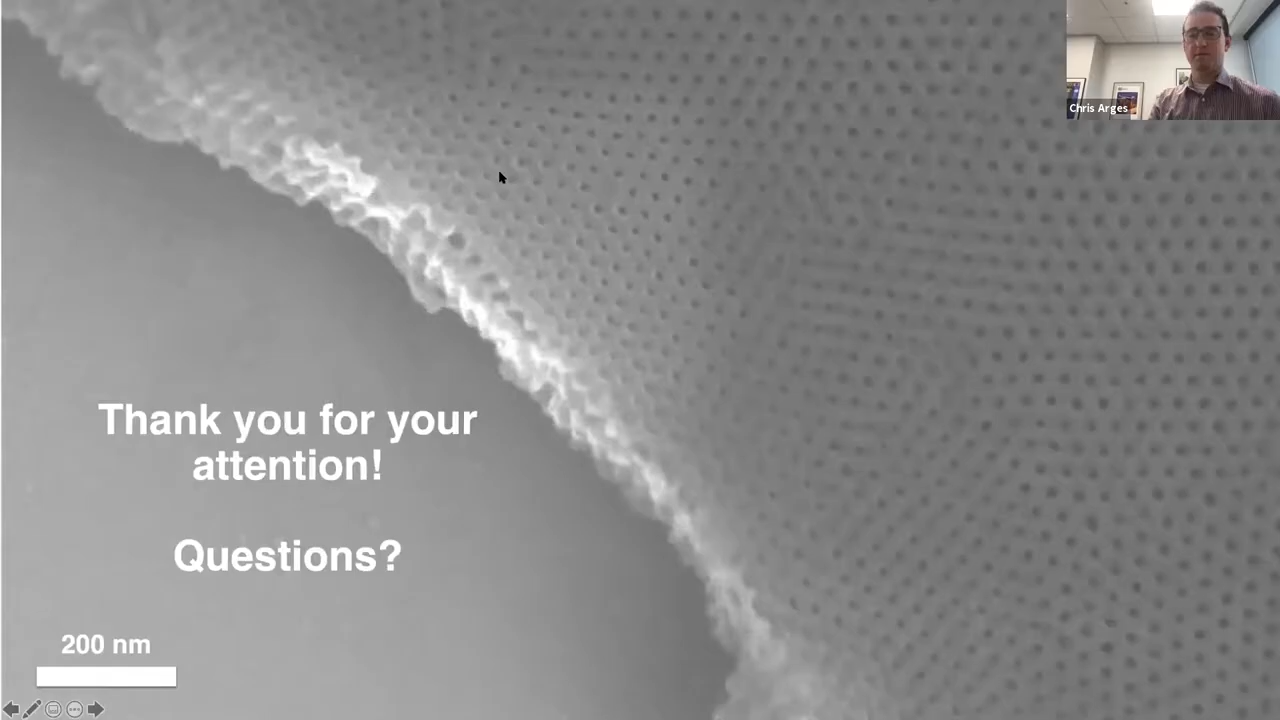 Chris Arges
Thank you for your
attention!
Questions?
200 nm